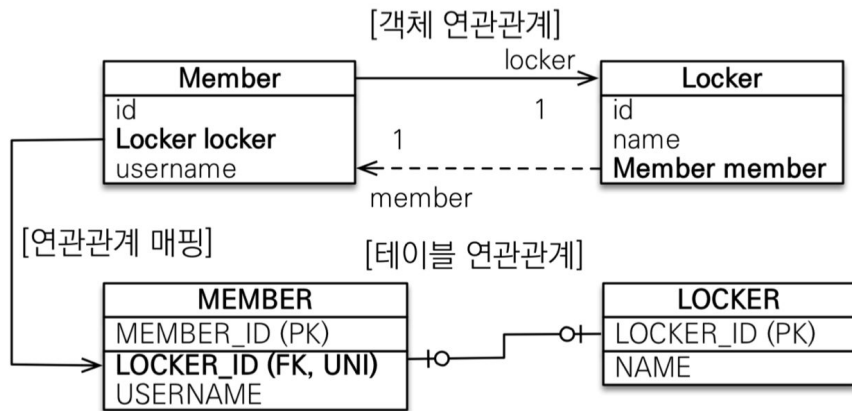 [객체 연관관계]
locker
Member
Locker
id
Locker locker
username
1
1
id
name
Member member
member
[연관관계 매핑]
[테이블 연관관계]
MEMBER
MEMBER_ID (PK)
LOCKER_ID (FK, UNI)
USERNAME
LOCKER
LOCKER_ID (PK)
NAME